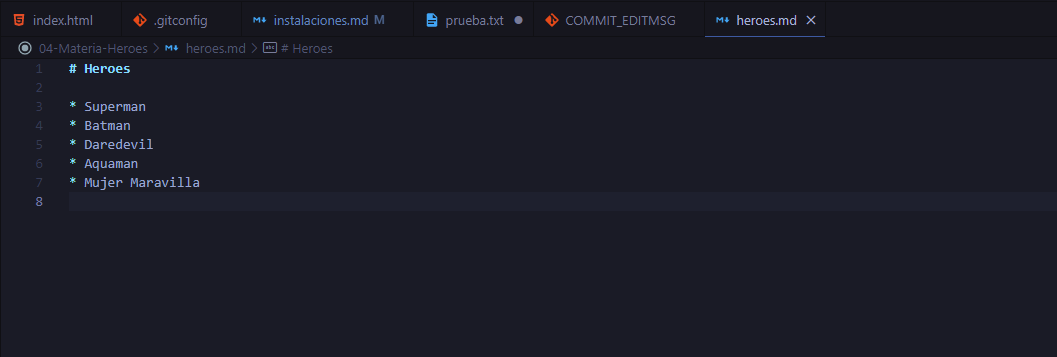 index.html .gitconfig instalaciones.md M prueba.txt COMMIT_EDITMSG heroes.md
04-Materia-Heroes > heroes.md > abc # Heroes
1 # Heroes
2
3 * Superman
4 * Batman
5 * Daredevil
6 * Aquaman
7 * Mujer Maravilla
8